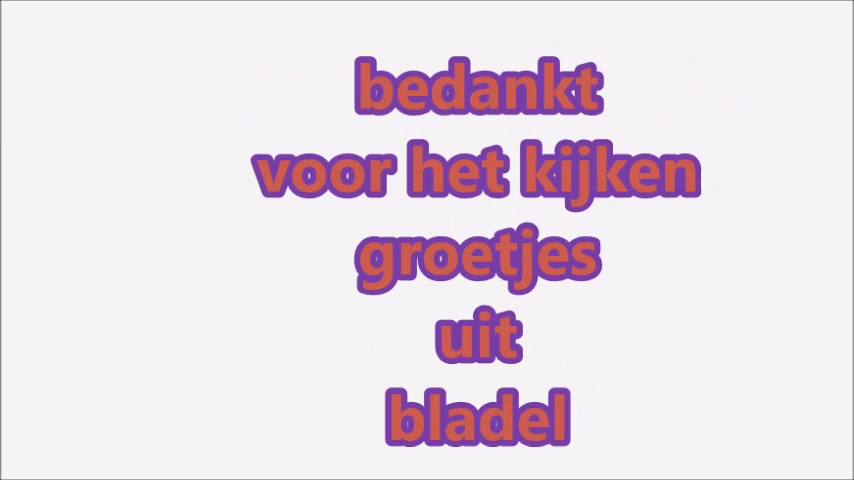 bedankt
voor het kijken
groetjes
uit
bladel